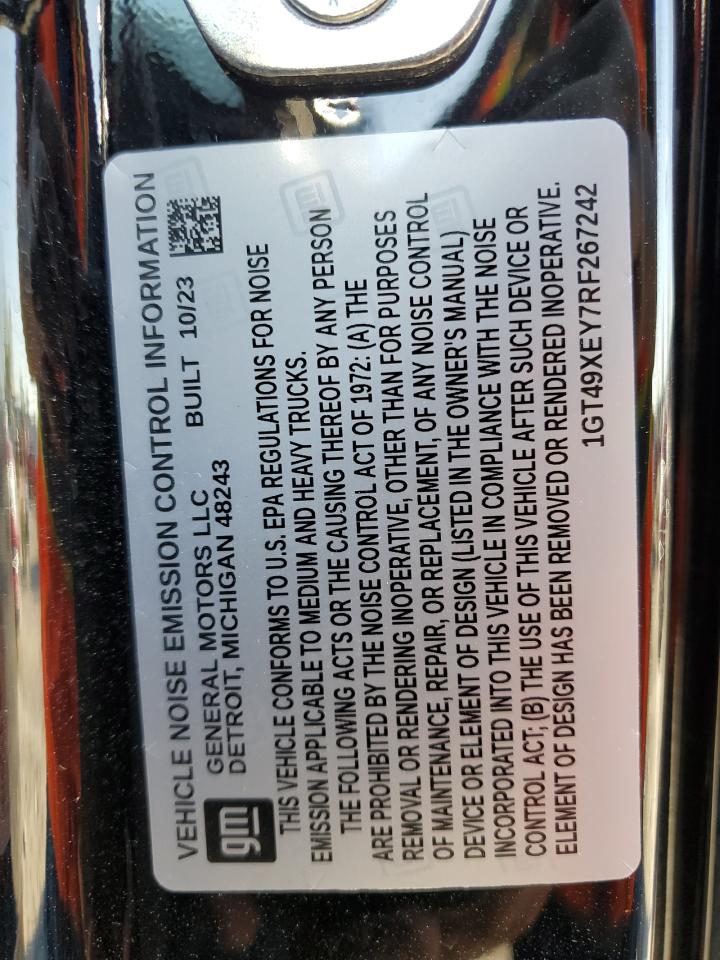 VEHICLE NOISE EMISSION CONTROL INFORMATION
gm
GENERAL MOTORS LLC BUILT 10/23
DETROIT, MICHIGAN 48243
THIS VEHICLE CONFORMS TO U.S. EPA REGULATIONS FOR NOISE
EMISSION APPLICABLE TO MEDIUM AND HEAVY TRUCKS.
THE FOLLOWING ACTS OR THE CAUSING THEREOF BY ANY PERSON
ARE PROHIBITED BY THE NOISE CONTROL ACT OF 1972: (A) THE
REMOVAL OR RENDERING INOPERATIVE, OTHER THAN FOR PURPOSES
OF MAINTENANCE, REPAIR, OR REPLACEMENT, OF ANY NOISE CONTROL
DEVICE OR ELEMENT OF DESIGN (LISTED IN THE OWNER'S MANUAL)
INCORPORATED INTO THIS VEHICLE IN COMPLIANCE WITH THE NOISE
CONTROL ACT; (B) THE USE OF THIS VEHICLE AFTER SUCH DEVICE OR
ELEMENT OF DESIGN HAS BEEN REMOVED OR RENDERED INOPERATIVE.
1GT49XEY7RF267242